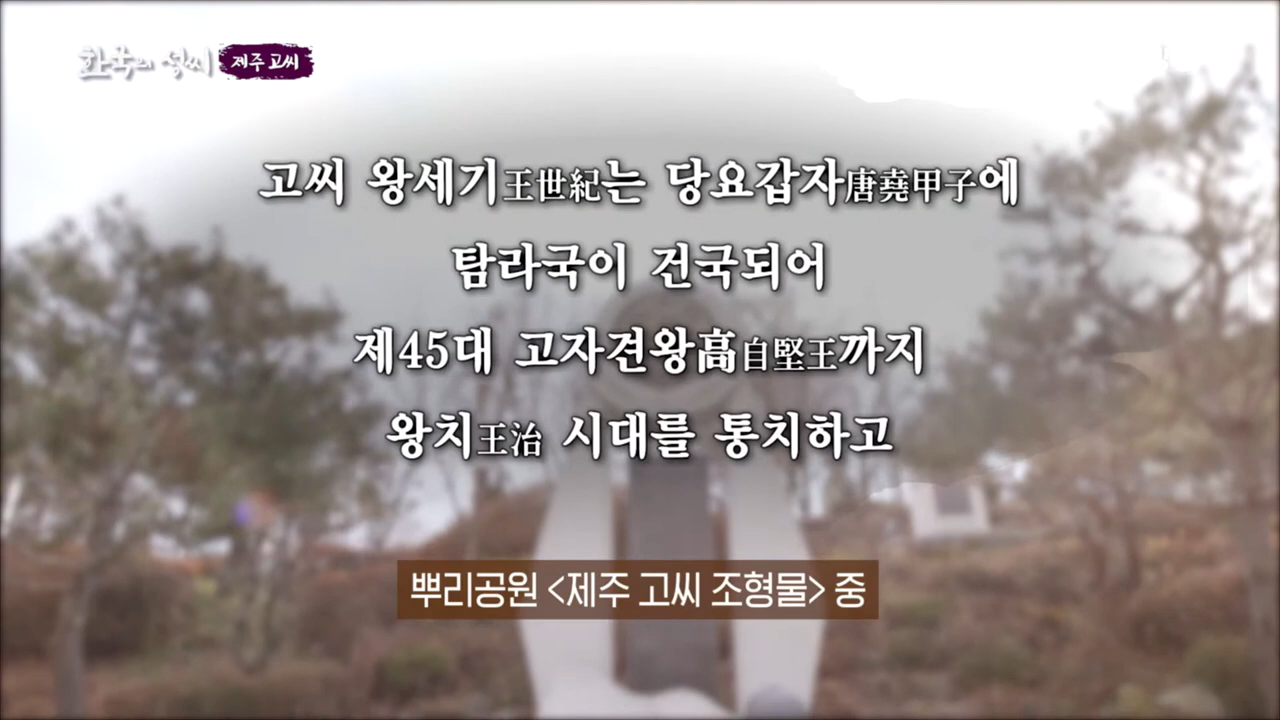 한국의 성씨 제주 고씨
고씨 왕세기王世紀는 당요갑자唐堯甲子에
탐라국이 건국되어
제45대 고자견왕高自堅王까지
왕치王治 시대를 통치하고
뿌리공원 <제주 고씨 조형물> 중